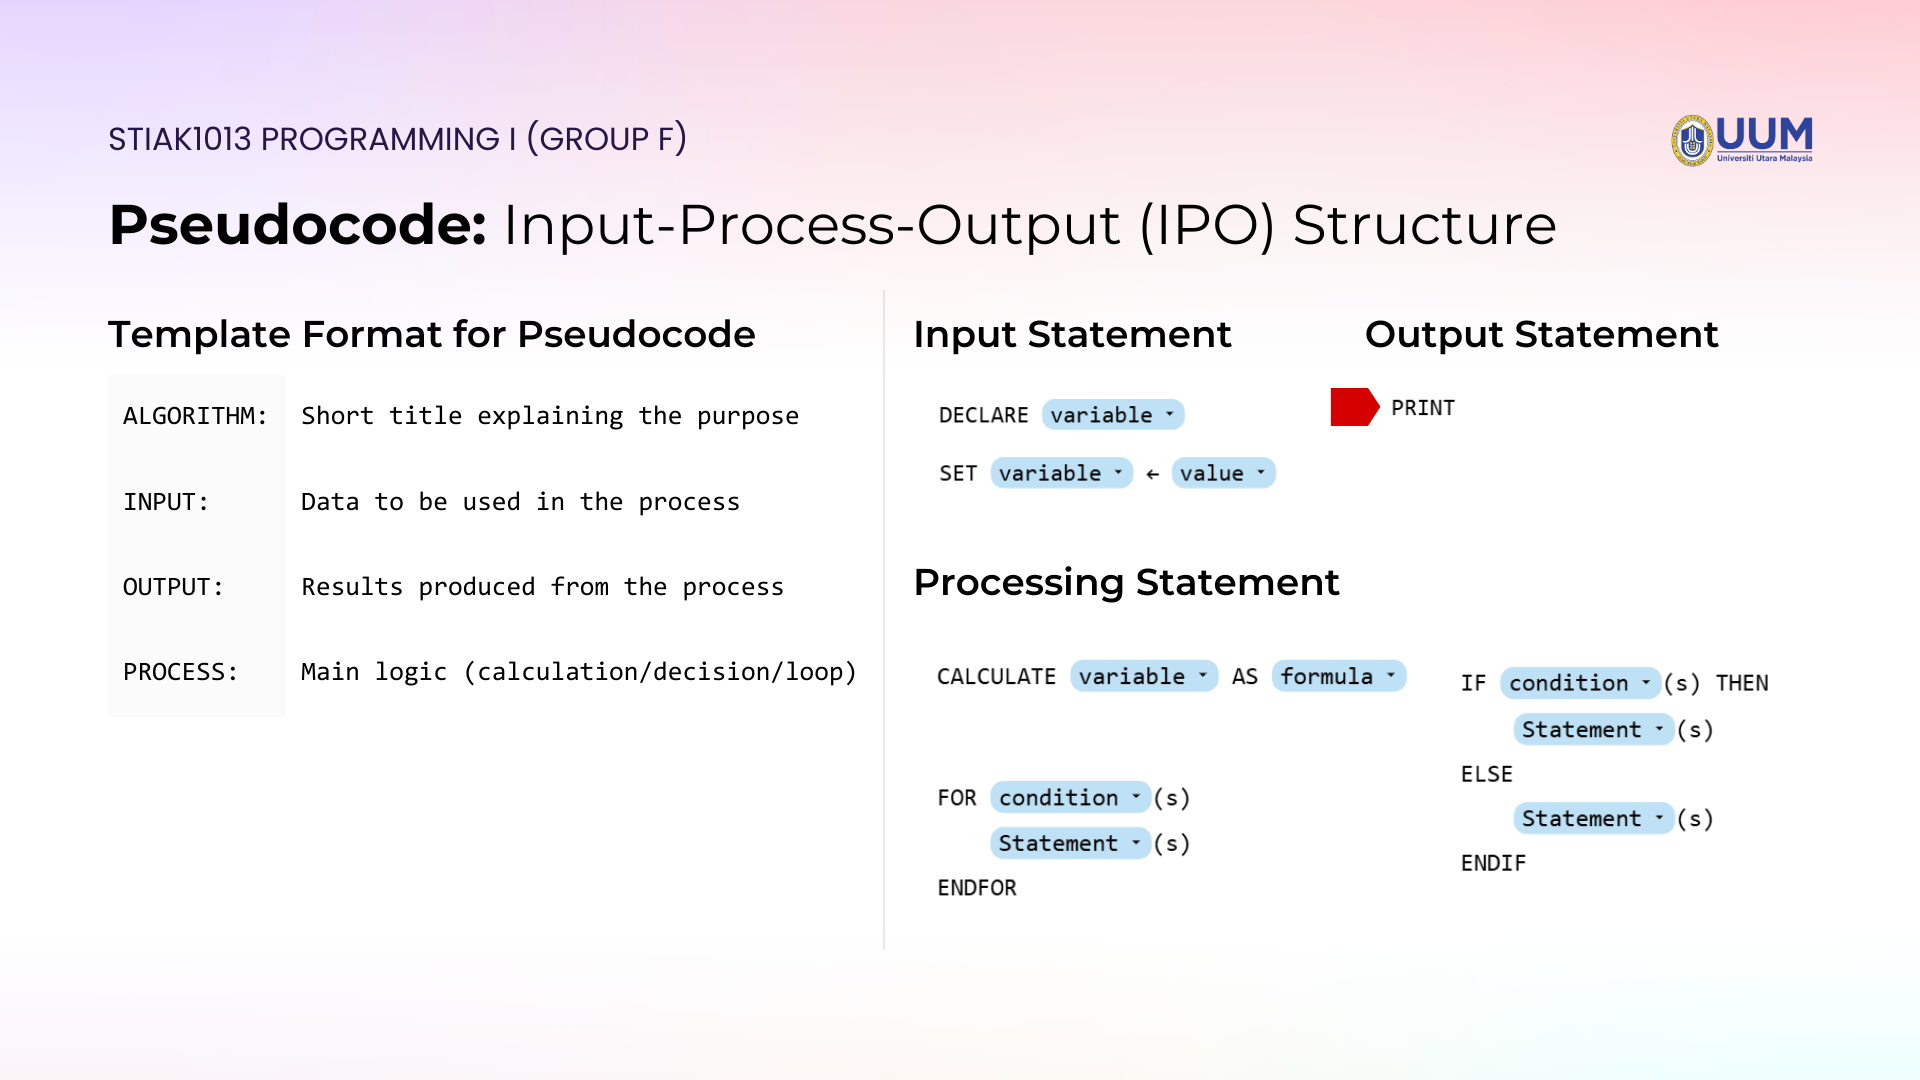 STIAK1013 PROGRAMMING I (GROUP F)
UUM
Universiti Utara Malaysia
Pseudocode: Input-Process-Output (IPO) Structure
Template Format for Pseudocode
ALGORITHM: Short title explaining the purpose
INPUT: Data to be used in the process
OUTPUT: Results produced from the process
PROCESS: Main logic (calculation/decision/loop)
Input Statement
DECLARE variable
SET variable ← value
Output Statement
PRINT
Processing Statement
CALCULATE variable AS formula
FOR condition (s)
Statement (s)
ENDFOR
IF condition (s) THEN
Statement (s)
ELSE
Statement (s)
ENDIF